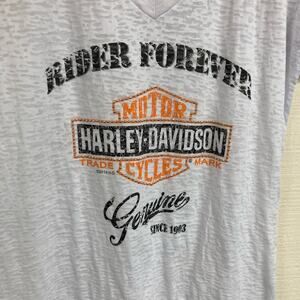 RIDER FOREVER
MOTOR
HARLEY-DAVIDSON
TRADE MARK
CYCLES
Genuine
SINCE 1903